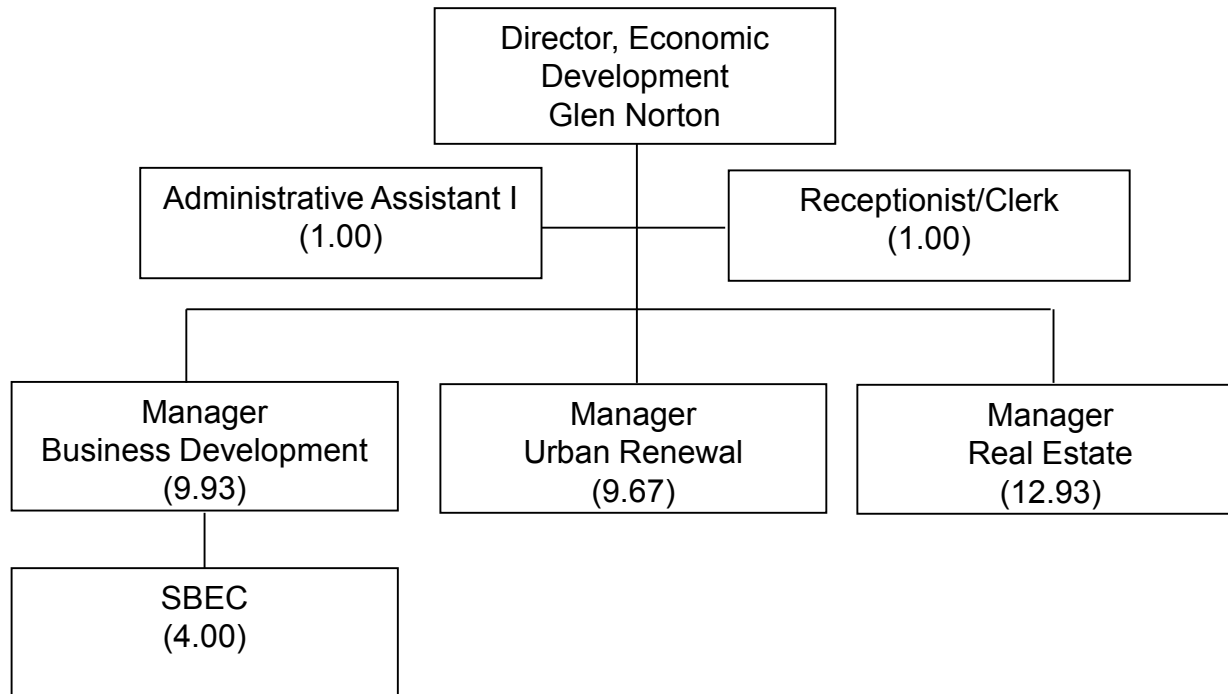 Director, Economic
Development
Glen Norton
Administrative Assistant I
(1.00)
Receptionist/Clerk
(1.00)
Manager
Business Development
(9.93)
Manager
Urban Renewal
(9.67)
Manager
Real Estate
(12.93)
SBEC
(4.00)